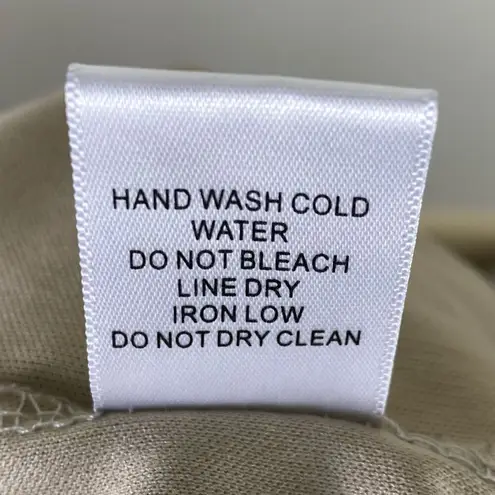 HAND WASH COLD
WATER
DO NOT BLEACH
LINE DRY
IRON LOW
DO NOT DRY CLEAN